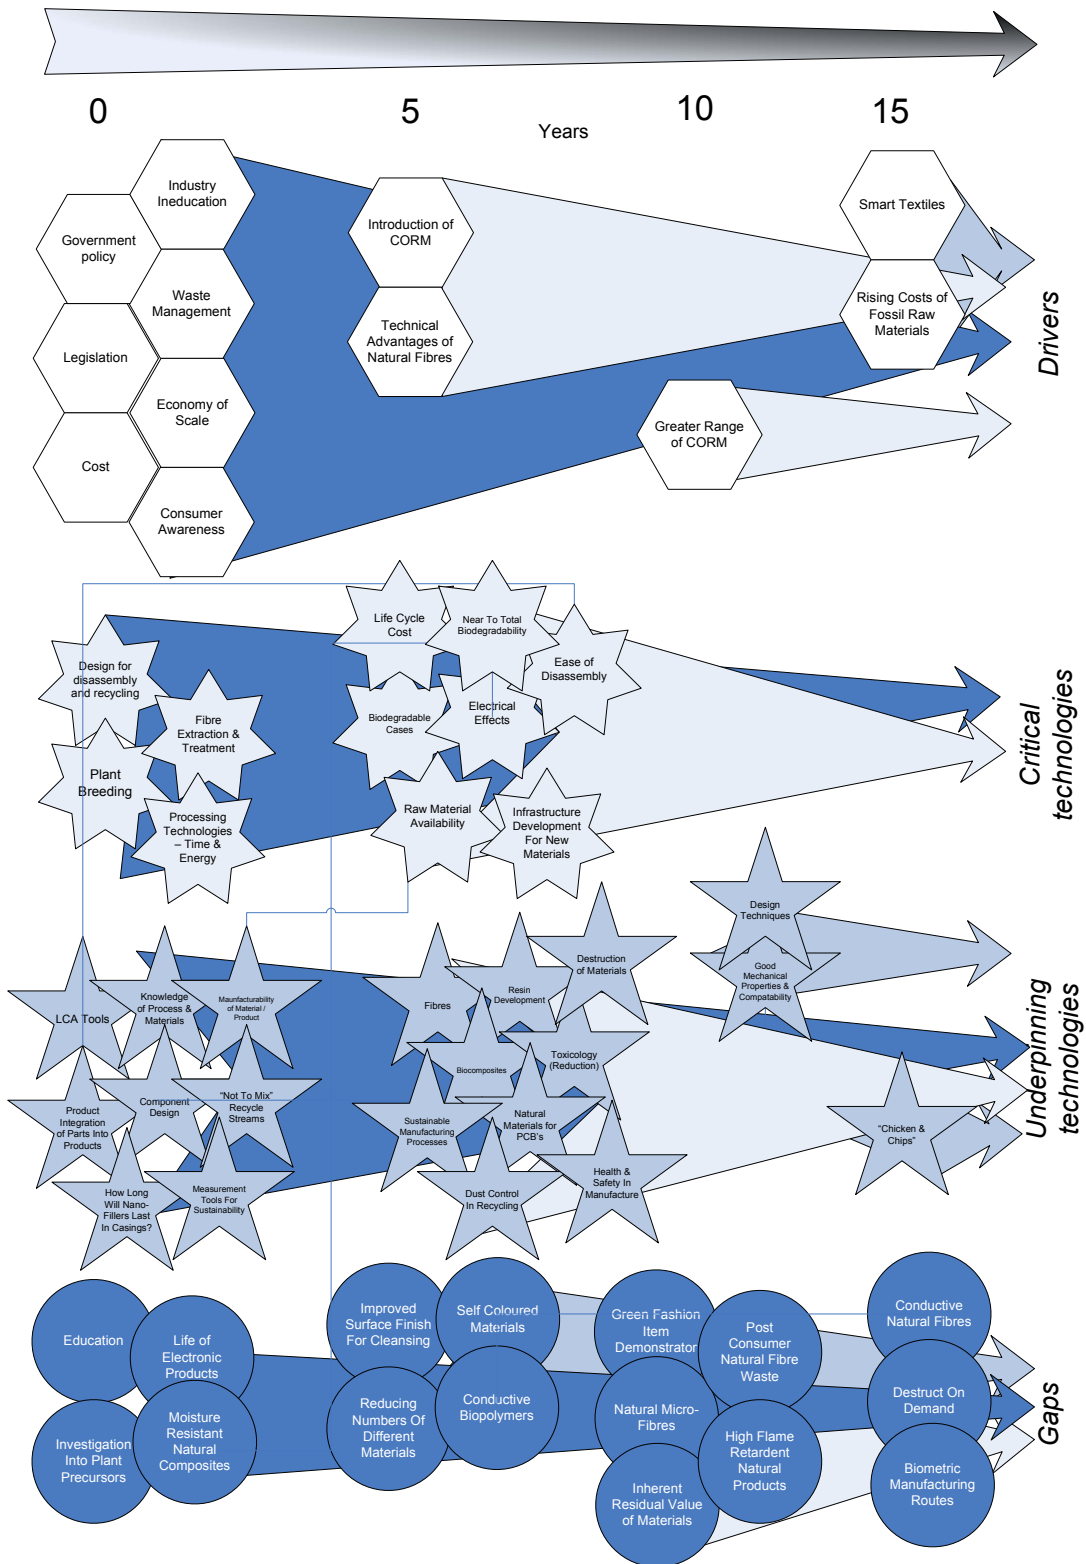 0
5
10
15
Years
Industry
Ineducation
Government
policy
Waste
Management
Legislation
Economy of
Scale
Cost
Consumer
Awareness
Introduction of
CORM
Technical
Advantages of
Natural Fibres
Smart Textiles
Rising Costs of
Fossil Raw
Materials
Greater Range
of CORM
Drivers
Design for
disassembly
and recycling
Fibre
Extraction &
Treatment
Plant
Breeding
Processing
Technologies
– Time &
Energy
Life Cycle
Cost
Near To Total
Biodegradability
Ease of
Disassembly
Biodegradable
Cases
Electrical
Effects
Raw Material
Availability
Infrastructure
Development
For New
Materials
Critical
technologies
LCA Tools
Knowledge
of Process &
Materials
Maunfacturability
of Material /
Product
Product
Integration
of Parts Into
Products
Component
Design
“Not To Mix”
Recycle
Streams
How Long
Will Nano-
Fillers Last
In Casings?
Measurement
Tools For
Sustainability
Fibres
Resin
Development
Destruction
of Materials
Biocomposites
Toxicology
(Reduction)
Sustainable
Manufacturing
Processes
Natural
Materials for
PCB’s
Dust Control
In Recycling
Health &
Safety In
Manufacture
Design
Techniques
Good
Mechanical
Properties &
Compatability
“Chicken &
Chips”
Underpinning
technologies
Education
Life of
Electronic
Products
Investigation
Into Plant
Precursors
Moisture
Resistant
Natural
Composites
Improved
Surface Finish
For Cleansing
Self Coloured
Materials
Reducing
Numbers Of
Different
Materials
Conductive
Biopolymers
Green Fashion
Item
Demonstrator
Post
Consumer
Natural Fibre
Waste
Natural Micro-
Fibres
High Flame
Retardent
Natural
Products
Inherent
Residual Value
of Materials
Conductive
Natural Fibres
Destruct On
Demand
Biometric
Manufacturing
Routes
Gaps